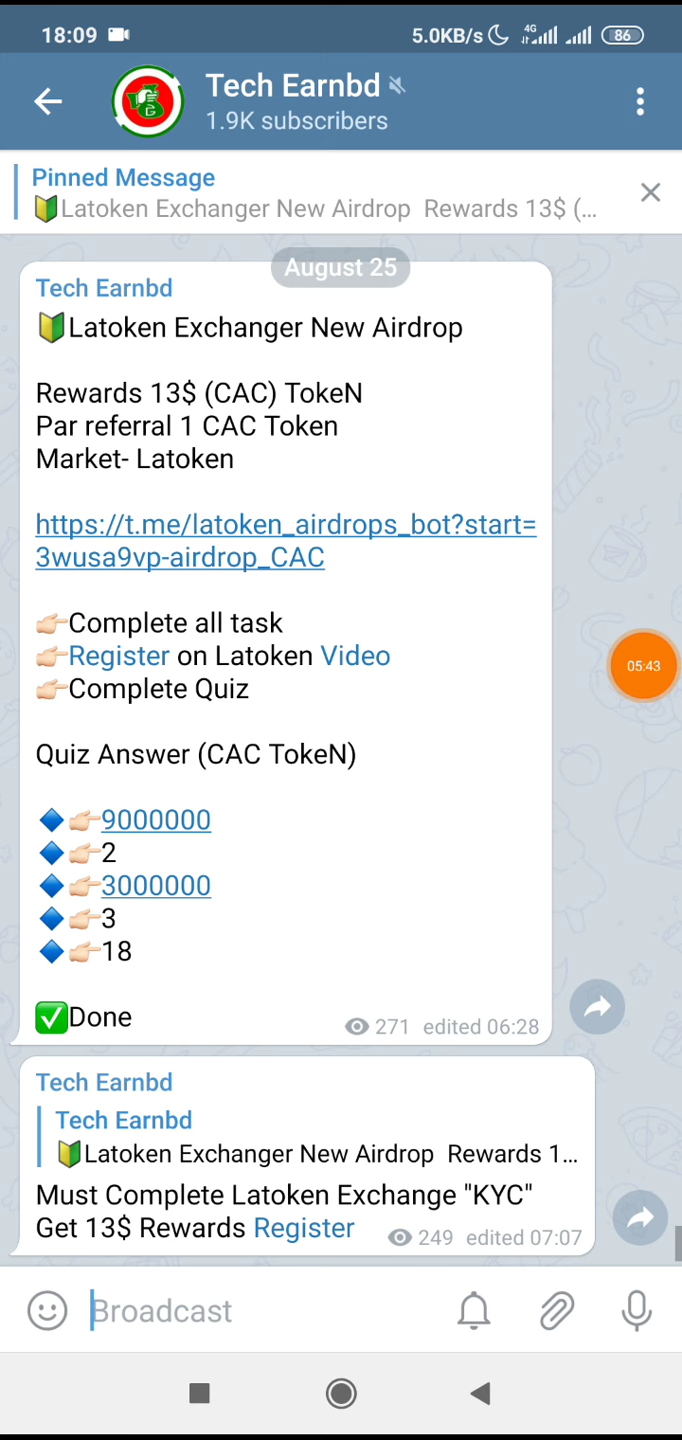 18:09
5.0KB/s 4G 86
Tech Earnbd
1.9K subscribers
Pinned Message
🔰Latoken Exchanger New Airdrop Rewards 13$ (...
August 25
Tech Earnbd
🔰Latoken Exchanger New Airdrop
Rewards 13$ (CAC) TokeN
Par referral 1 CAC Token
Market- Latoken
https://t.me/latoken_airdrops_bot?start=
3wusa9vp-airdrop_CAC
👉🏻Complete all task
👉🏻Register on Latoken Video
👉🏻Complete Quiz
05:43
Quiz Answer (CAC TokeN)
🔷👉🏻9000000
🔷👉🏻2
🔷👉🏻3000000
🔷👉🏻3
🔷👉🏻18
✅Done
271 edited 06:28
Tech Earnbd
Tech Earnbd
🔰Latoken Exchanger New Airdrop Rewards 1...
Must Complete Latoken Exchange "KYC"
Get 13$ Rewards Register
249 edited 07:07
Broadcast